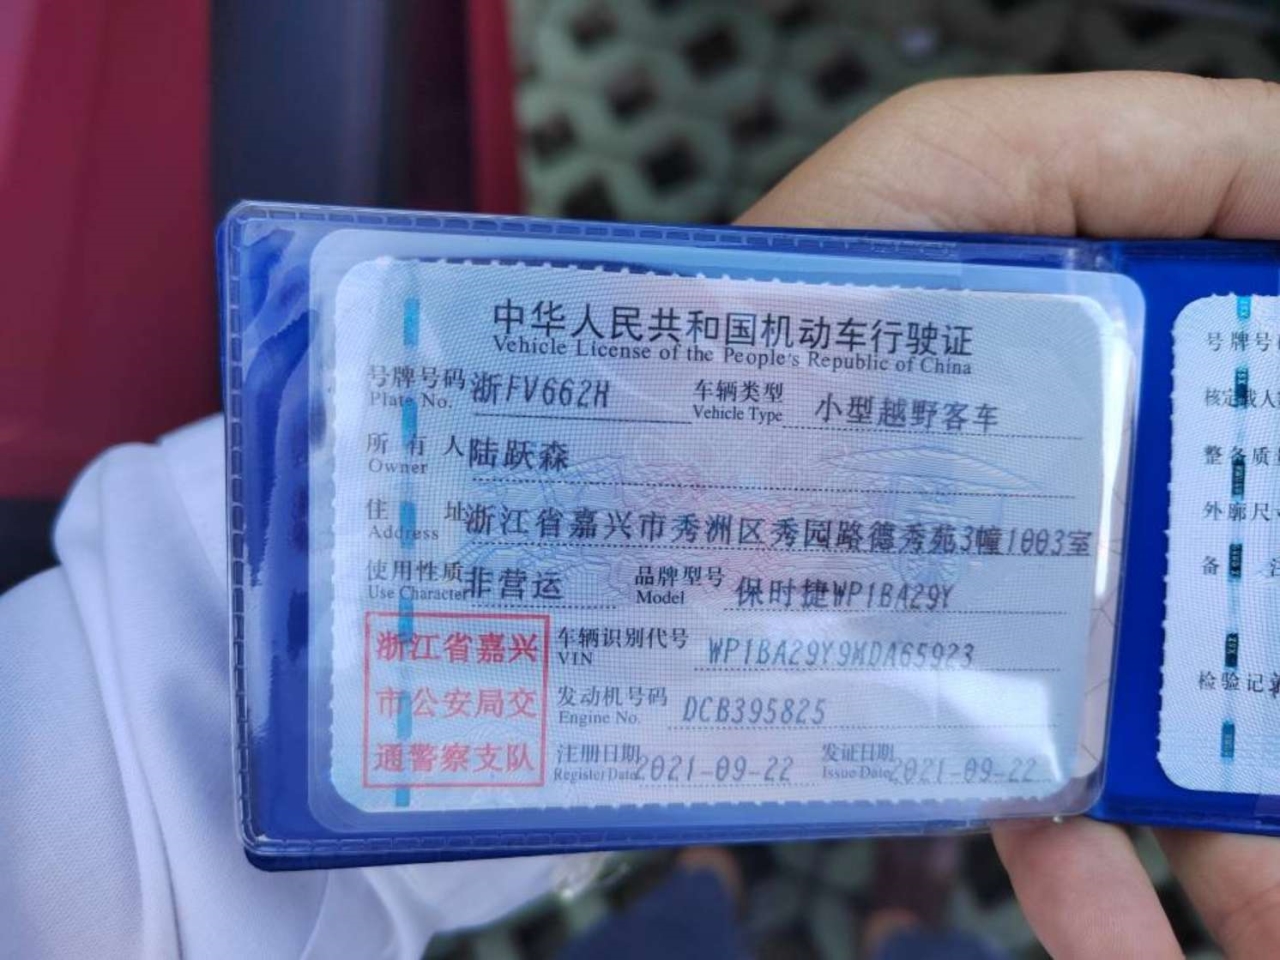 中华人民共和国机动车行驶证
Vehicle License of the People's Republic of China
号牌号码 浙FV662H 车辆类型 小型越野客车
Plate No. Vehicle Type
所有人 陆跃森
Owner
住址 浙江省嘉兴市秀洲区秀园路德秀苑3幢1003室
Address
使用性质 非营运 品牌型号 保时捷WP1BA29Y
Use Character Model
浙江省嘉兴
市公安局交
通警察支队
车辆识别代号 WP1BA29Y9MDA65923
VIN
发动机号码 DCB395825
Engine No.
注册日期 2021-09-22 发证日期 2021-09-22
Register Date Issue Date
号牌号
核定载人
整备质
外廓尺
备 注
检验记